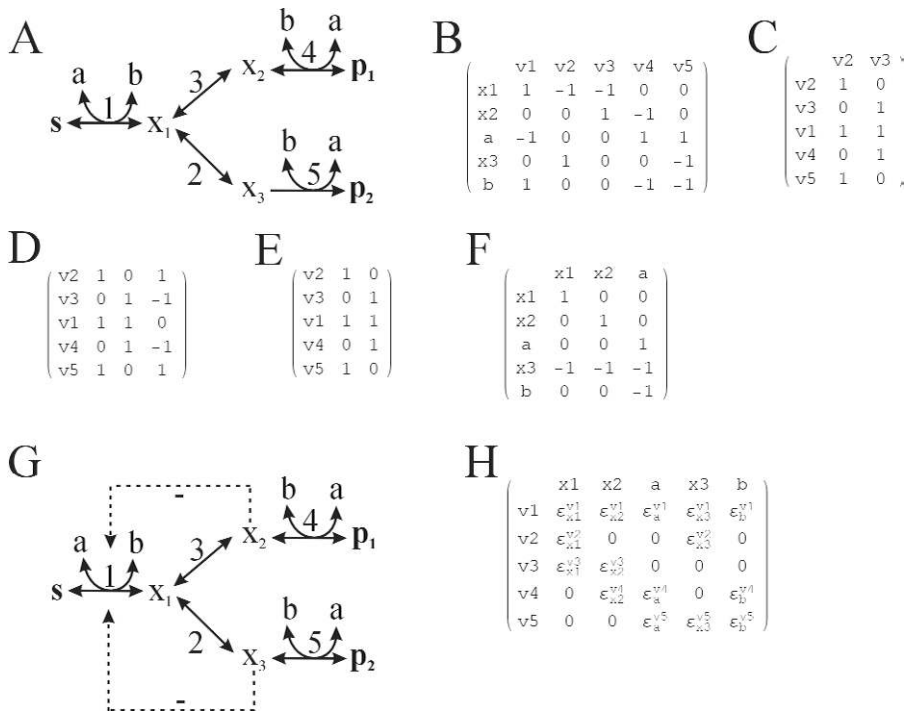 A
B
C
b a
4
x₂ p₁
a b
3
1
s x₁
2
b a
5
x₃ p₂
v1 v2 v3 v4 v5
x1 1 -1 -1 0 0
x2 0 0 1 -1 0
a -1 0 0 1 1
x3 0 1 0 0 -1
b 1 0 0 -1 -1
v2 v3
v2 1 0
v3 0 1
v1 1 1
v4 0 1
v5 1 0
D
E
F
v2 1 0 1
v3 0 1 -1
v1 1 1 0
v4 0 1 -1
v5 1 0 1
v2 1 0
v3 0 1
v1 1 1
v4 0 1
v5 1 0
x1 x2 a
x1 1 0 0
x2 0 1 0
a 0 0 1
x3 -1 -1 -1
b 0 0 -1
G
H
-
b a
4
x₂ p₁
a b
3
1
s x₁
2
b a
5
x₃ p₂
-
x1 x2 a x3 b
v1 ε^{v1}_{x1} ε^{v1}_{x2} ε^{v1}_{a} ε^{v1}_{x3} ε^{v1}_{b}
v2 ε^{v2}_{x1} 0 0 ε^{v2}_{x3} 0
v3 ε^{v3}_{x1} ε^{v3}_{x2} 0 0 0
v4 0 ε^{v4}_{x2} ε^{v4}_{a} 0 ε^{v4}_{b}
v5 0 0 ε^{v5}_{a} ε^{v5}_{x3} ε^{v5}_{b}